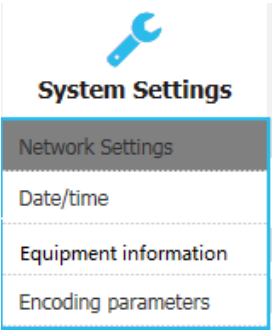 System Settings
Network Settings
Date/time
Equipment information
Encoding parameters